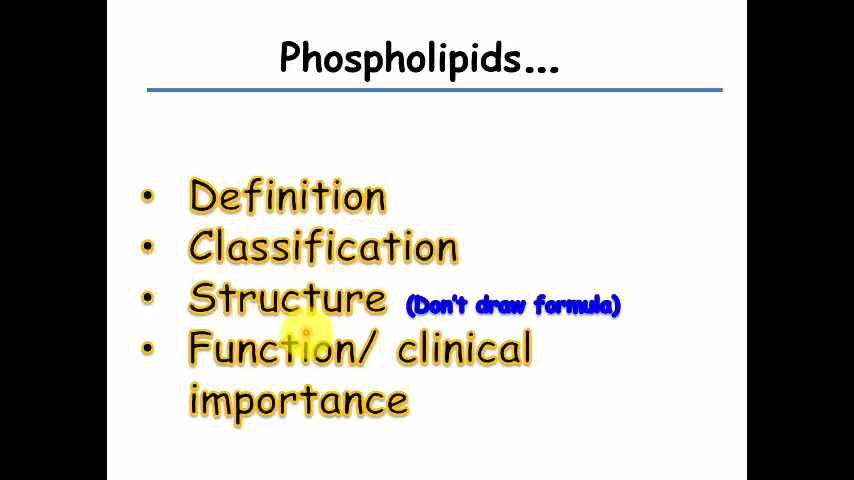 Phospholipids...
• Definition
• Classification
• Structure (Don't draw formula)
• Function/ clinical
importance